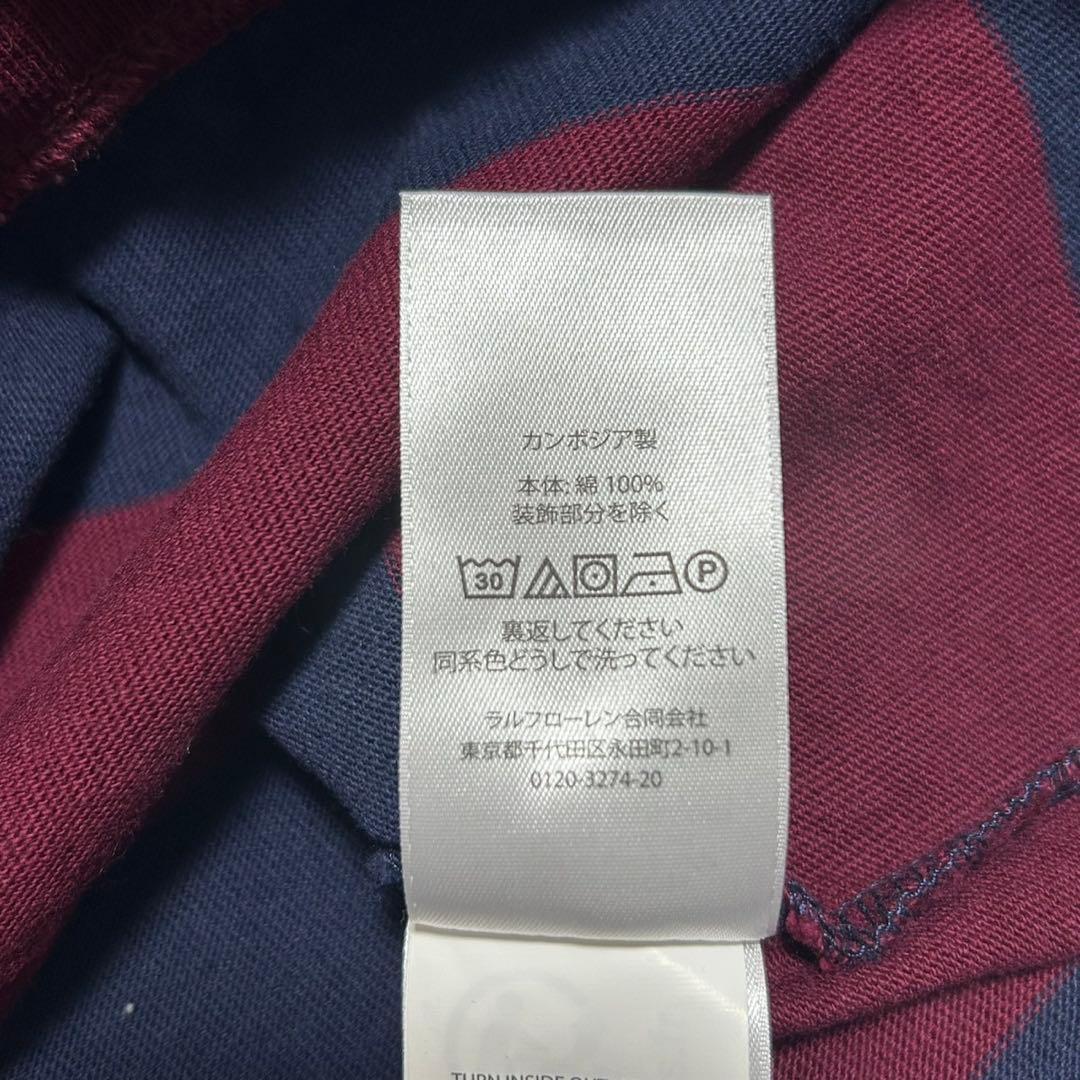 カンボジア製
本体: 綿 100%
装飾部分を除く
30 P
裏返してください
同系色どうしで洗ってください
ラルフローレン合同会社
東京都千代田区永田町2-10-1
0120-3274-20
TURN INSIDE OUT